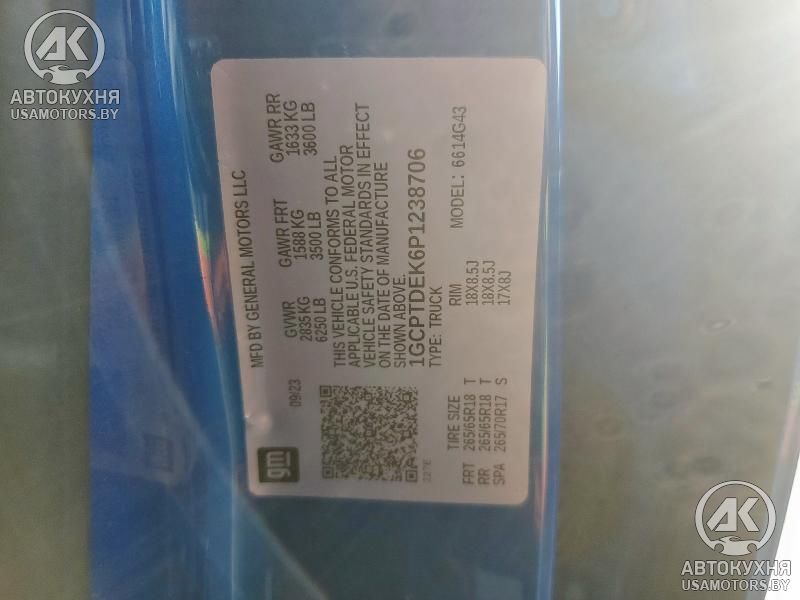 AK
АВТОКУХНЯ
USAMOTORS.BY
MFD BY GENERAL MOTORS LLC
09/23
GVWR
2835 KG
6250 LB
GAWR FRT
1588 KG
3500 LB
GAWR RR
1633 KG
3600 LB
THIS VEHICLE CONFORMS TO ALL
APPLICABLE U.S. FEDERAL MOTOR
VEHICLE SAFETY STANDARDS IN EFFECT
ON THE DATE OF MANUFACTURE
SHOWN ABOVE.
1GCPTDEK6P1238706
TYPE: TRUCK
MODEL: 6614G43
gm
227E
TIRE SIZE RIM
FRT 265/65R18 T 18X8.5J
RR 265/65R18 T 18X8.5J
SPA 265/70R17 S 17X8J
AK
АВТОКУХНЯ
USAMOTORS.BY